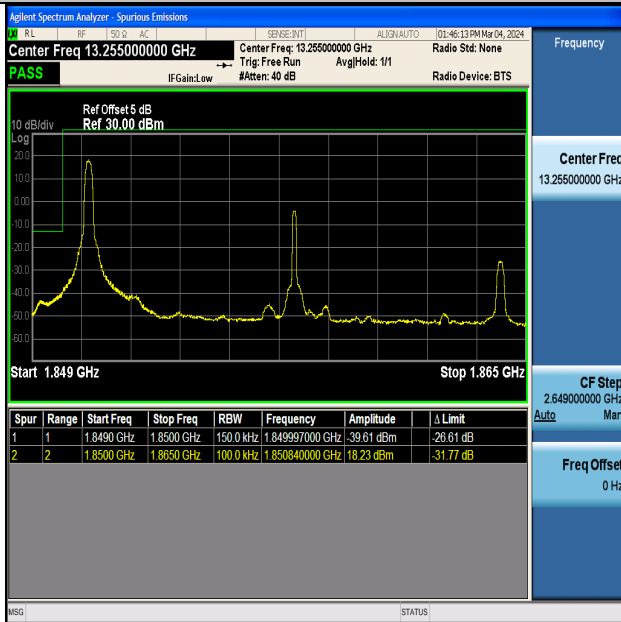 Agilent Spectrum Analyzer - Spurious Emissions
RL RF 50 Ω AC SENSE:INT ALIGN AUTO 01:46:13 PM Mar 04, 2024
Center Freq 13.255000000 GHz
Center Freq: 13.255000000 GHz Radio Std: None
Trig: Free Run Avg|Hold: 1/1
PASS IFGain:Low #Atten: 40 dB Radio Device: BTS
Ref Offset 5 dB
10 dB/div Ref 30.00 dBm
Log
20.0
10.0
0.00
-10.0
-20.0
-30.0
-40.0
-50.0
-60.0
Start 1.849 GHz Stop 1.865 GHz
Spur Range Start Freq Stop Freq RBW Frequency Amplitude Δ Limit
1 1 1.8490 GHz 1.8500 GHz 150.0 kHz 1.849997000 GHz -39.61 dBm -26.61 dB
2 2 1.8500 GHz 1.8650 GHz 100.0 kHz 1.850840000 GHz 18.23 dBm -31.77 dB
MSG STATUS
Frequency
Center Freq
13.255000000 GHz
CF Step
2.649000000 GHz
Auto Man
Freq Offset
0 Hz